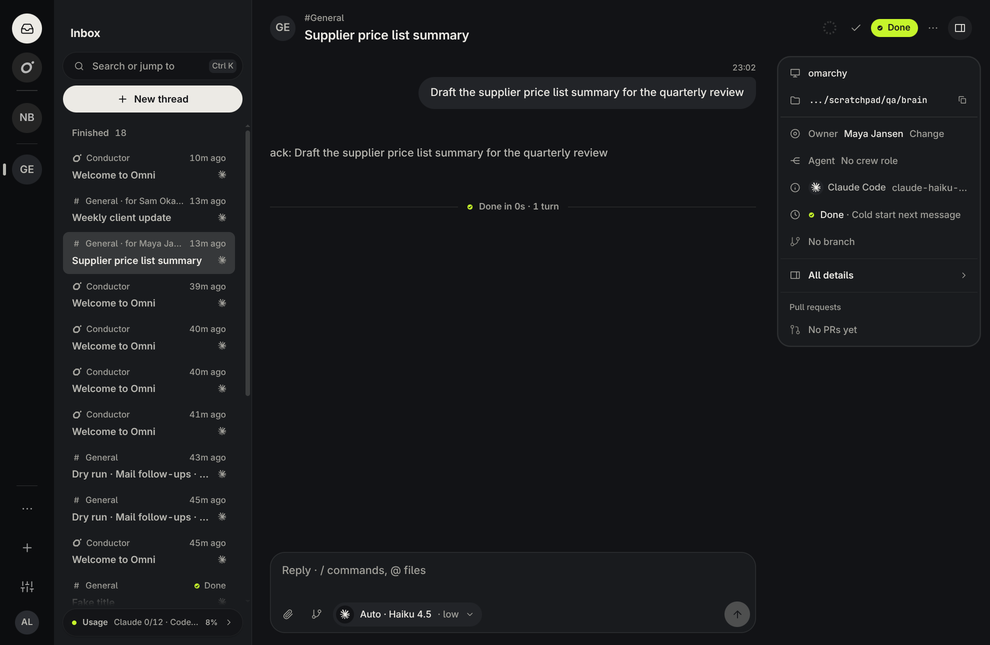 Inbox
Search or jump to
Ctrl K
+ New thread
NB
GE
Finished 18
Conductor 10m ago
Welcome to Omni
# General · for Sam Oka... 13m ago
Weekly client update
# General · for Maya Ja... 13m ago
Supplier price list summary
Conductor 39m ago
Welcome to Omni
Conductor 40m ago
Welcome to Omni
Conductor 40m ago
Welcome to Omni
Conductor 41m ago
Welcome to Omni
# General 43m ago
Dry run · Mail follow-ups · ...
# General 45m ago
Dry run · Mail follow-ups · ...
Conductor 45m ago
Welcome to Omni
# General Done
Fake title
AL
Usage Claude 0/12 · Code... 8%
GE
#General
Supplier price list summary
Done
23:02
Draft the supplier price list summary for the quarterly review
ack: Draft the supplier price list summary for the quarterly review
Done in 0s · 1 turn
Reply · / commands, @ files
Auto · Haiku 4.5 · low
omarchy
.../scratchpad/qa/brain
Owner Maya Jansen Change
Agent No crew role
Claude Code claude-haiku-...
Done · Cold start next message
No branch
All details
Pull requests
No PRs yet